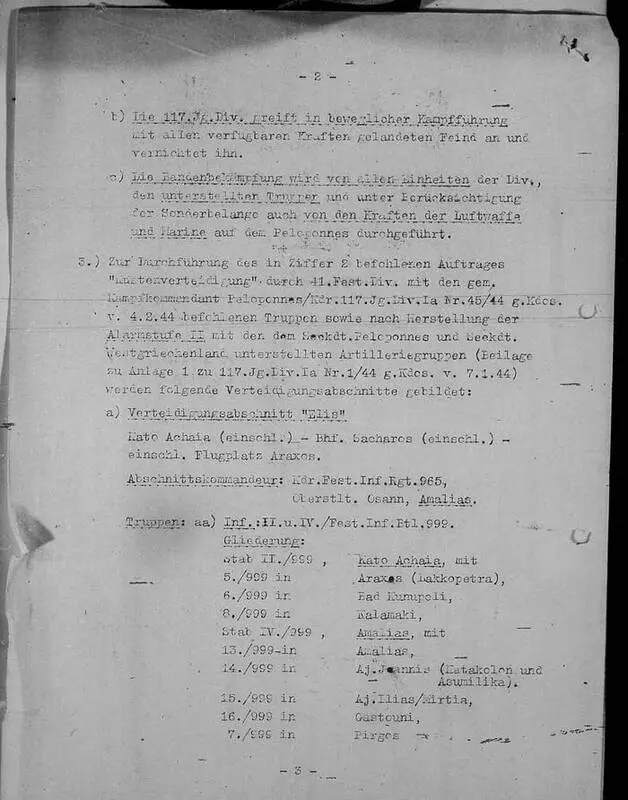 - 2 -
b) Die 117.Jg.Div. greift in beweglicher Kampfführung
mit allen verfügbaren Kräften gelandeten Feind an und
vernichtet ihn.
c) Die Bandenbekämpfung wird von allen Einheiten der Div.,
den unterstellten Truppen und unter Berücksichtigung
der Sonderbelange auch von den Kräften der Luftwaffe
und Marine auf dem Peloponnes durchgeführt.
3.) Zur Durchführung des in Ziffer 2 befohlenen Auftrages
"Küstenverteidigung" durch 41.Fest.Div. mit den gem.
Kampfkommandant Peloponnes/Kdr.117.Jg.Div.Ia Nr.45/44 g.Kdos.
v. 4.2.44 befohlenen Truppen sowie nach Herstellung der
Alarmstufe II mit den dem Seekdt.Peloponnes und Seekdt.
Westgriechenland unterstellten Artilleriegruppen (Beilage
zu Anlage 1 zu 117.Jg.Div.Ia Nr.1/44 g.Kdos. v. 7.1.44)
werden folgende Verteidigungsabschnitte gebildet:
a) Verteidigungsabschnitt "Elis"
Kato Achaia (einschl.) - Bhf. Sacharos (einschl.) -
einschl. Flugplatz Araxos.
Abschnittskommandeur: Kdr.Fest.Inf.Rgt.965,
Oberstlt. Osann, Amalias.
Truppen: aa) Inf.:II.u.IV./Fest.Inf.Btl.999.
Gliederung:
Stab II./999 , Kato Achaia, mit
5./999 in Araxos (Lakkopetra),
6./999 in Bad Kunupeli,
8./999 in Kalamaki,
Stab IV./999 , Amalias, mit
13./999-in Amalias,
14./999 in Aj.Joannis (Katakolon und
Asumilika).
15./999 in Aj.Ilias/Mirtia,
16./999 in Gastouni,
7./999 in Pirgos
- 3 -